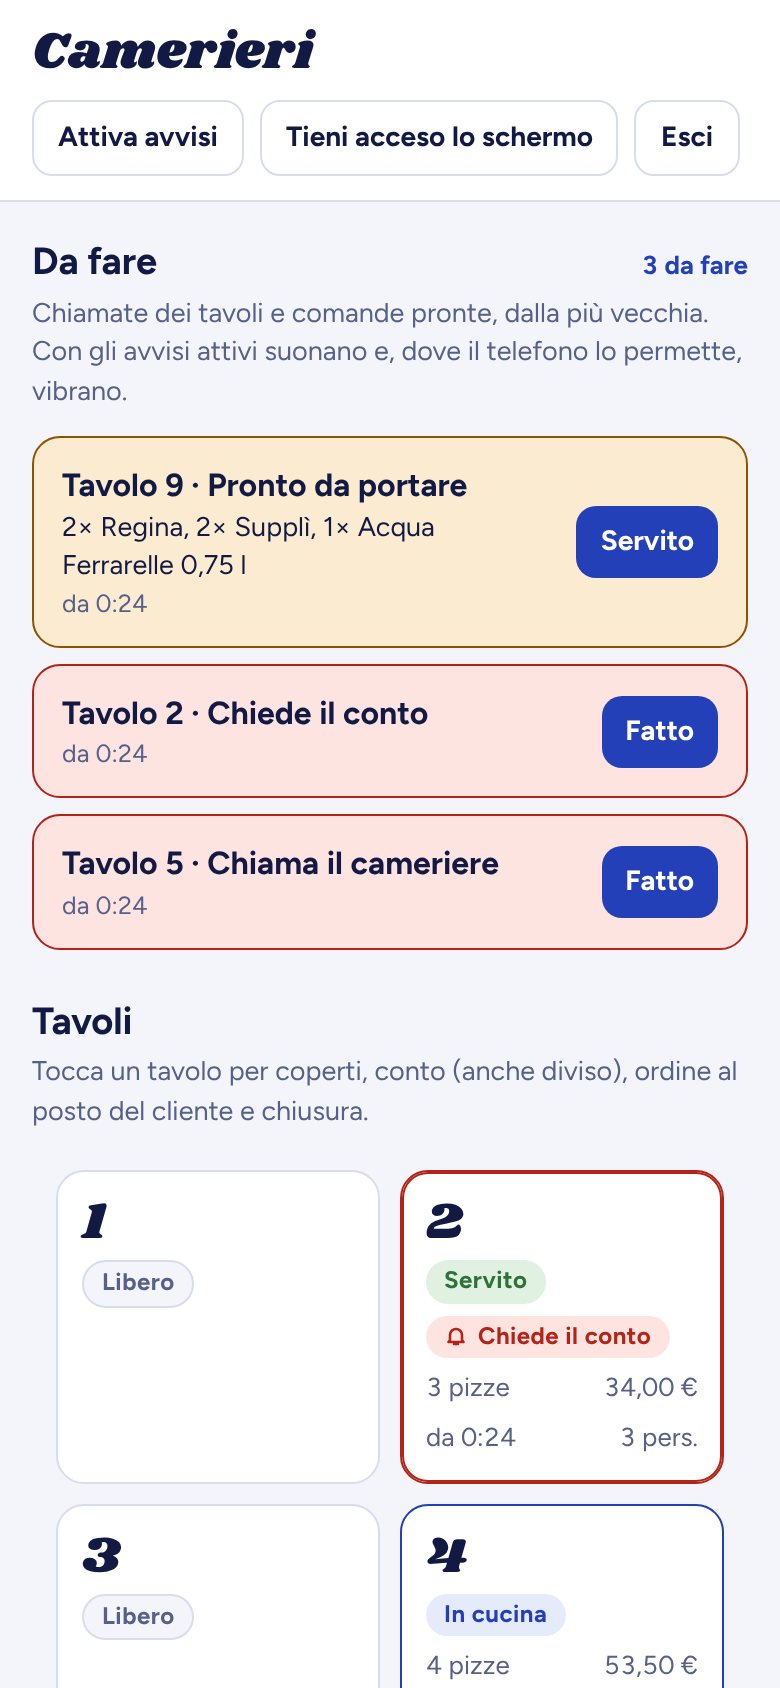 Camerieri
Attiva avvisi
Tieni acceso lo schermo
Esci
Da fare
3 da fare
Chiamate dei tavoli e comande pronte, dalla più vecchia.
Con gli avvisi attivi suonano e, dove il telefono lo permette,
vibrano.
Tavolo 9 · Pronto da portare
2× Regina, 2× Supplì, 1× Acqua
Ferrarelle 0,75 l
da 0:24
Servito
Tavolo 2 · Chiede il conto
da 0:24
Fatto
Tavolo 5 · Chiama il cameriere
da 0:24
Fatto
Tavoli
Tocca un tavolo per coperti, conto (anche diviso), ordine al
posto del cliente e chiusura.
1
Libero
2
Servito
Chiede il conto
3 pizze 34,00 €
da 0:24 3 pers.
3
Libero
4
In cucina
4 pizze 53,50 €